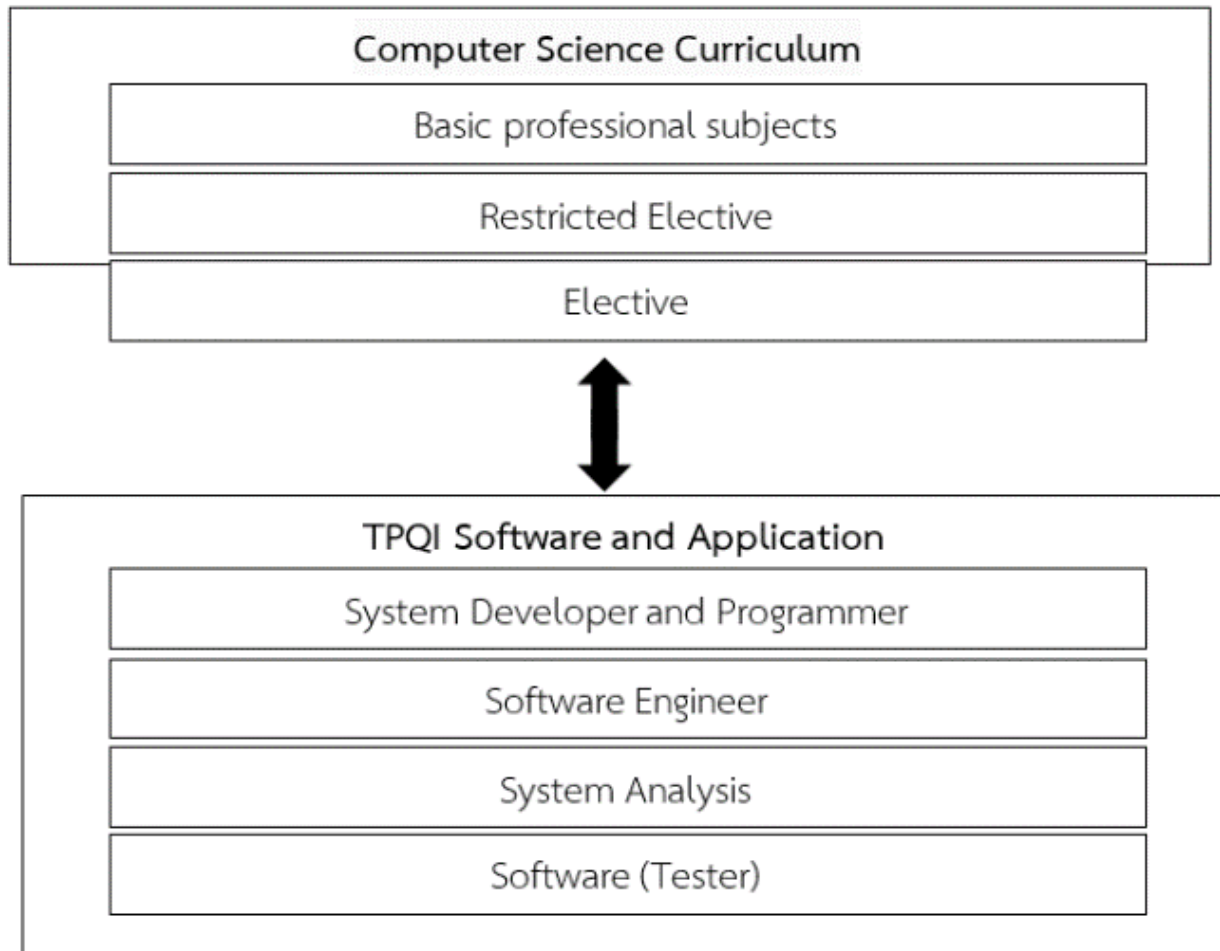 Computer Science Curriculum
Basic professional subjects
Restricted Elective
Elective
TPQI Software and Application
System Developer and Programmer
Software Engineer
System Analysis
Software (Tester)